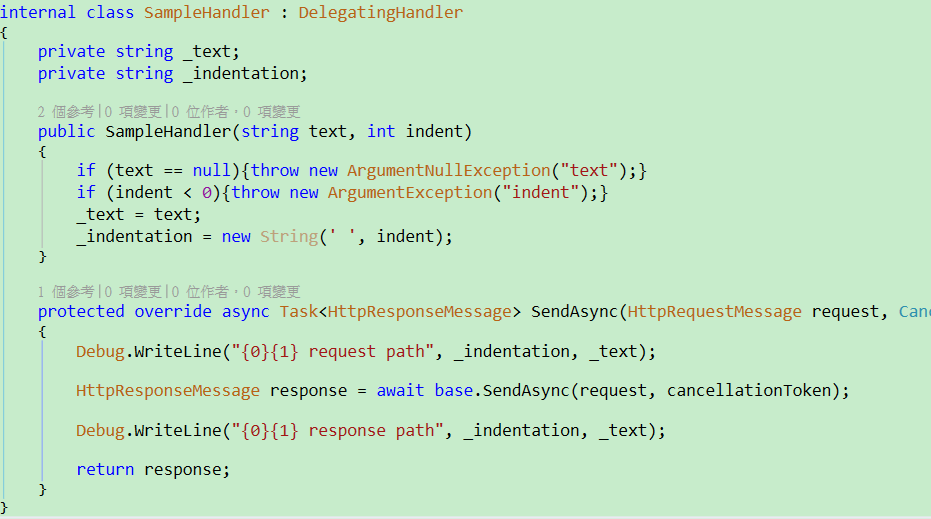 internal class SampleHandler : DelegatingHandler
{
    private string _text;
    private string _indentation;

    2 個參考|0 項變更|0 位作者，0 項變更
    public SampleHandler(string text, int indent)
    {
        if (text == null){throw new ArgumentNullException("text");}
        if (indent < 0){throw new ArgumentException("indent");}
        _text = text;
        _indentation = new String(' ', indent);
    }

    1 個參考|0 項變更|0 位作者，0 項變更
    protected override async Task<HttpResponseMessage> SendAsync(HttpRequestMessage request, Can
    {
        Debug.WriteLine("{0}{1} request path", _indentation, _text);

        HttpResponseMessage response = await base.SendAsync(request, cancellationToken);

        Debug.WriteLine("{0}{1} response path", _indentation, _text);

        return response;
    }
}